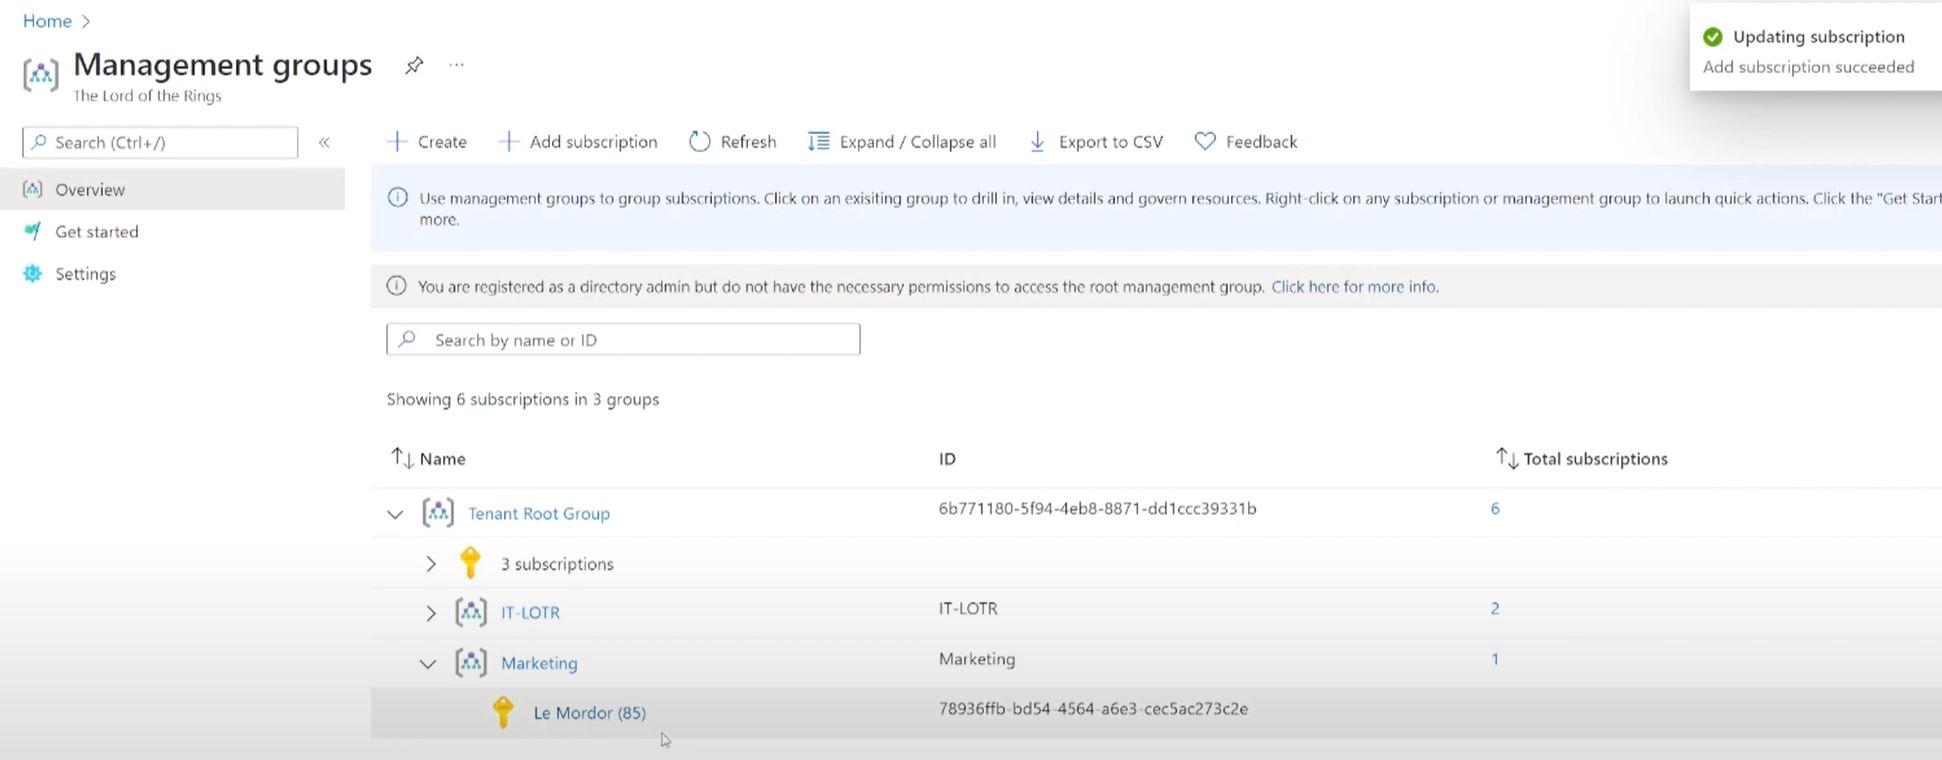 Home
Management groups
The Lord of the Rings
Updating subscription
Add subscription succeeded
Search (Ctrl+/)
Overview
Get started
Settings
Create
Add subscription
Refresh
Expand / Collapse all
Export to CSV
Feedback
Use management groups to group subscriptions. Click on an exisiting group to drill in, view details and govern resources. Right-click on any subscription or management group to launch quick actions. Click the "Get Start
more.
You are registered as a directory admin but do not have the necessary permissions to access the root management group. Click here for more info.
Search by name or ID
Showing 6 subscriptions in 3 groups
Name ID Total subscriptions
Tenant Root Group 6b771180-5f94-4eb8-8871-dd1ccc39331b 6
3 subscriptions
IT-LOTR IT-LOTR 2
Marketing Marketing 1
Le Mordor (85) 78936ffb-bd54-4564-a6e3-cec5ac273c2e